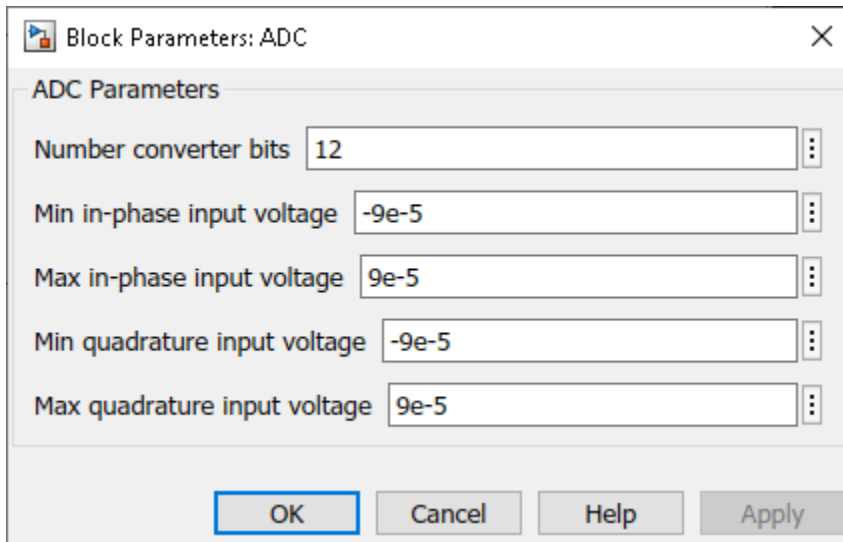 Block Parameters: ADC
ADC Parameters
Number converter bits 12
Min in-phase input voltage -9e-5
Max in-phase input voltage 9e-5
Min quadrature input voltage -9e-5
Max quadrature input voltage 9e-5
OK Cancel Help Apply